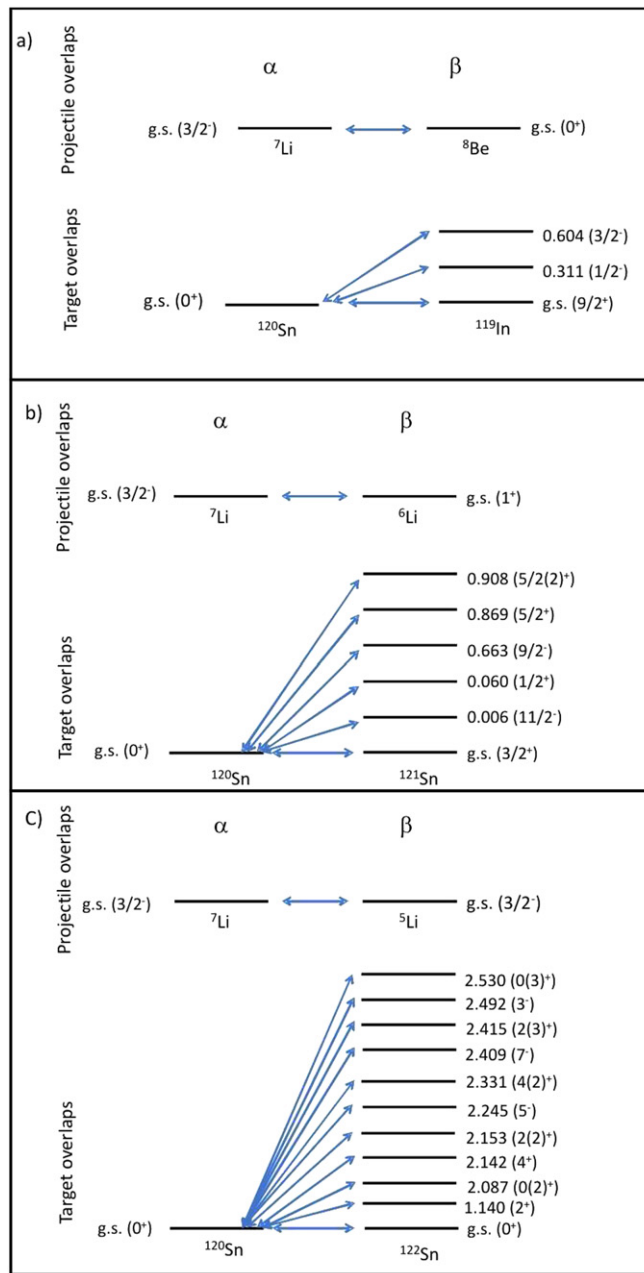 a)
α β
Projectile overlaps
g.s. (3/2⁻) g.s. (0⁺)
⁷Li ⁸Be
Target overlaps
0.604 (3/2⁻)
0.311 (1/2⁻)
g.s. (0⁺) g.s. (9/2⁺)
¹²⁰Sn ¹¹⁹In
b)
α β
Projectile overlaps
g.s. (3/2⁻) g.s. (1⁺)
⁷Li ⁶Li
Target overlaps
0.908 (5/2(2)⁺)
0.869 (5/2⁺)
0.663 (9/2⁻)
0.060 (1/2⁺)
0.006 (11/2⁻)
g.s. (0⁺) g.s. (3/2⁺)
¹²⁰Sn ¹²¹Sn
C)
α β
Projectile overlaps
g.s. (3/2⁻) g.s. (3/2⁻)
⁷Li ⁵Li
Target overlaps
2.530 (0(3)⁺)
2.492 (3⁻)
2.415 (2(3)⁺)
2.409 (7⁻)
2.331 (4(2)⁺)
2.245 (5⁻)
2.153 (2(2)⁺)
2.142 (4⁺)
2.087 (0(2)⁺)
1.140 (2⁺)
g.s. (0⁺) g.s. (0⁺)
¹²⁰Sn ¹²²Sn